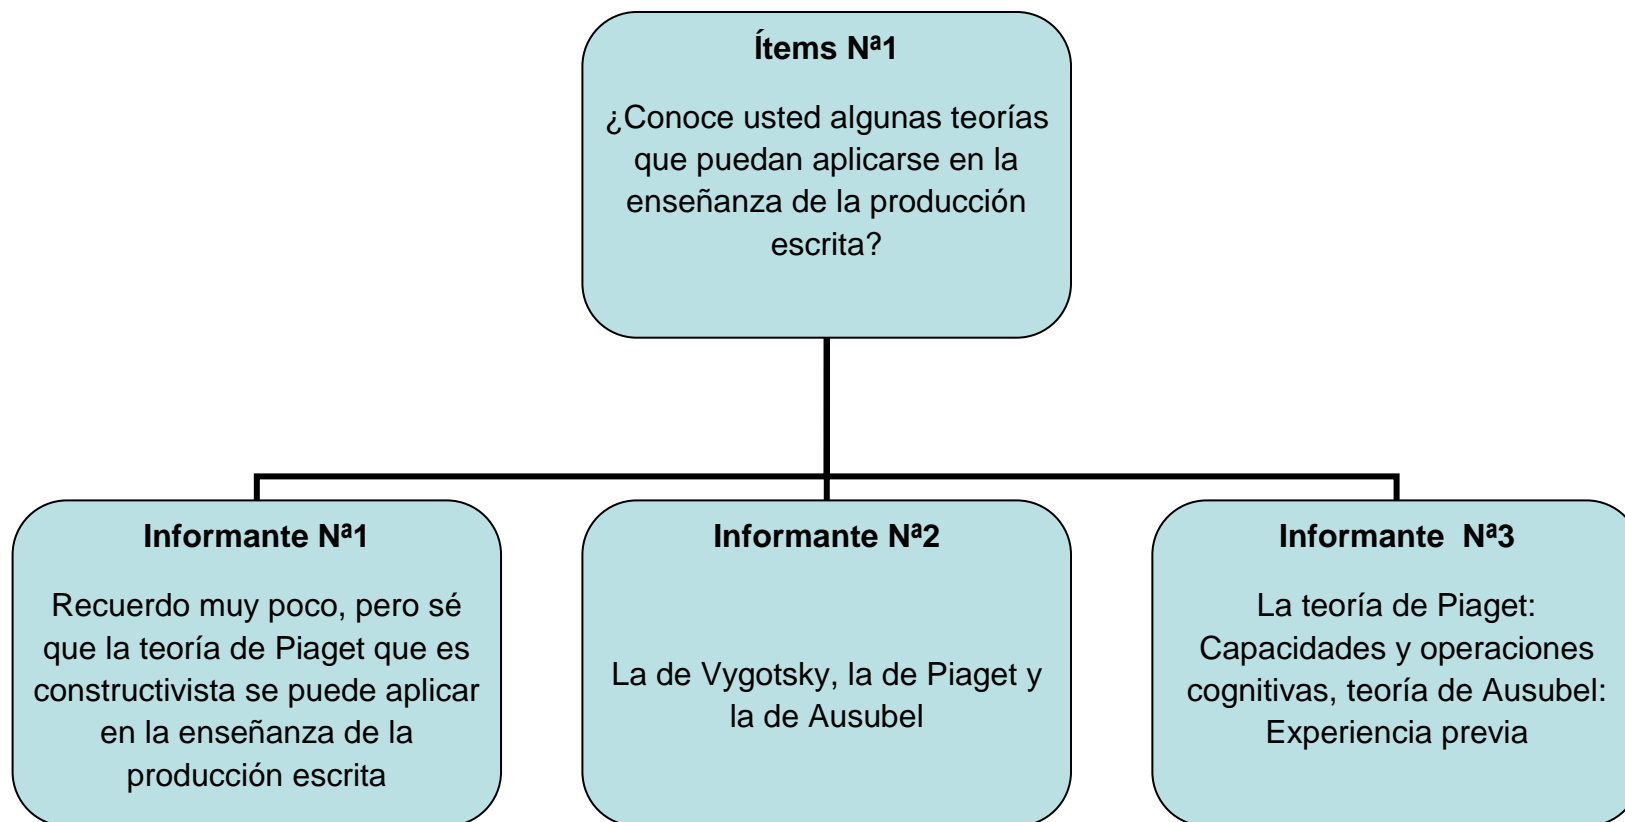 Ítems Nª1
¿Conoce usted algunas teorías
que puedan aplicarse en la
enseñanza de la producción
escrita?
Informante Nª1
Recuerdo muy poco, pero sé
que la teoría de Piaget que es
constructivista se puede aplicar
en la enseñanza de la
producción escrita
Informante Nª2
La de Vygotsky, la de Piaget y
la de Ausubel
Informante Nª3
La teoría de Piaget:
Capacidades y operaciones
cognitivas, teoría de Ausubel:
Experiencia previa